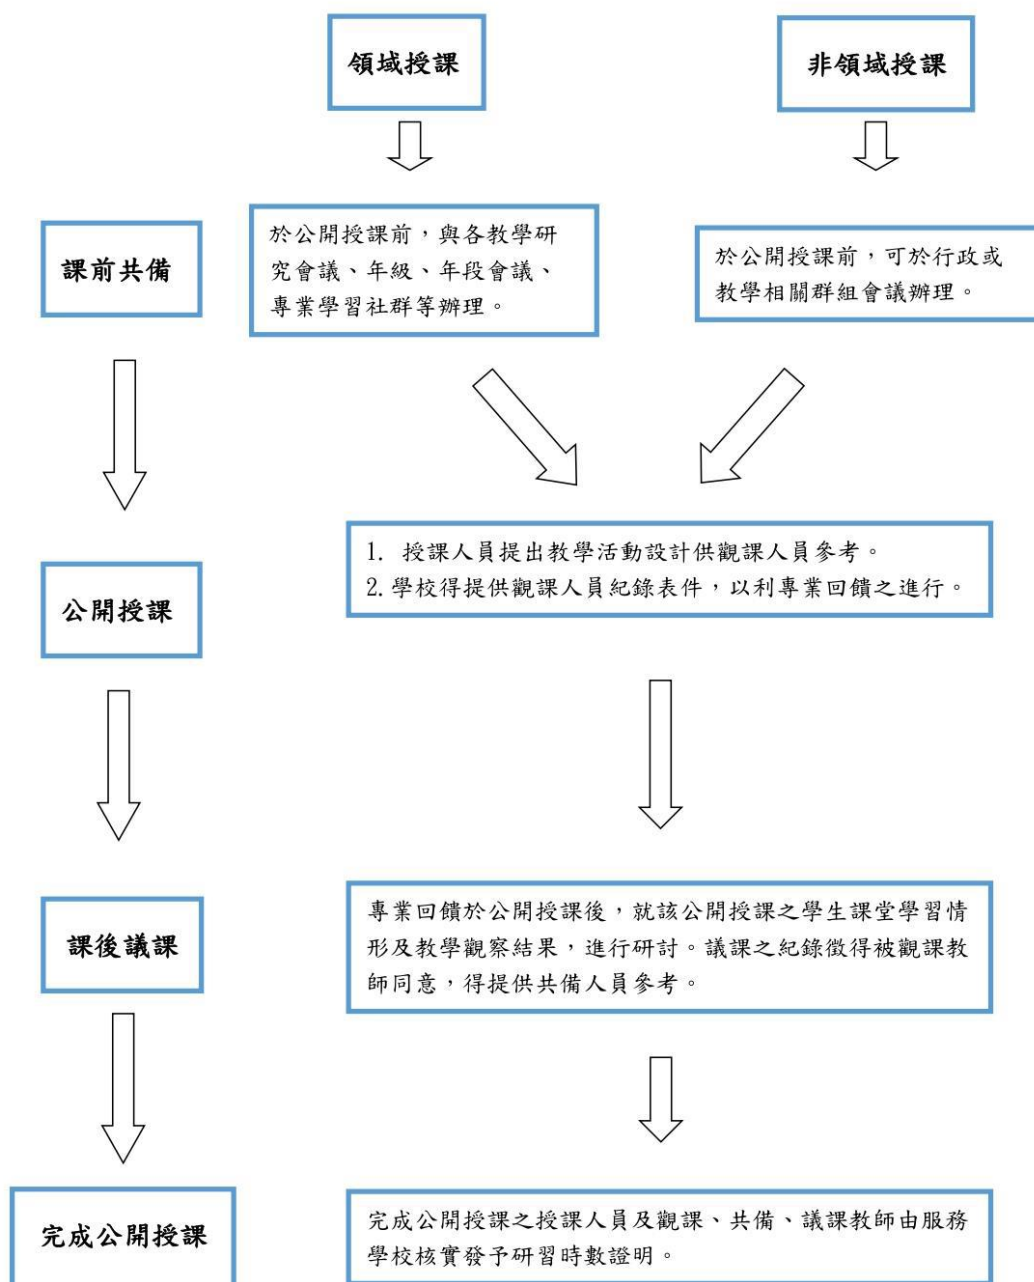 領域授課
非領域授課
課前共備
於公開授課前，與各教學研
究會議、年級、年段會議、
專業學習社群等辦理。
於公開授課前，可於行政或
教學相關群組會議辦理。
公開授課
1. 授課人員提出教學活動設計供觀課人員參考。
2. 學校得提供觀課人員紀錄表件，以利專業回饋之進行。
課後議課
專業回饋於公開授課後，就該公開授課之學生課堂學習情
形及教學觀察結果，進行研討。議課之紀錄徵得被觀課教
師同意，得提供共備人員參考。
完成公開授課
完成公開授課之授課人員及觀課、共備、議課教師由服務
學校核實發予研習時數證明。